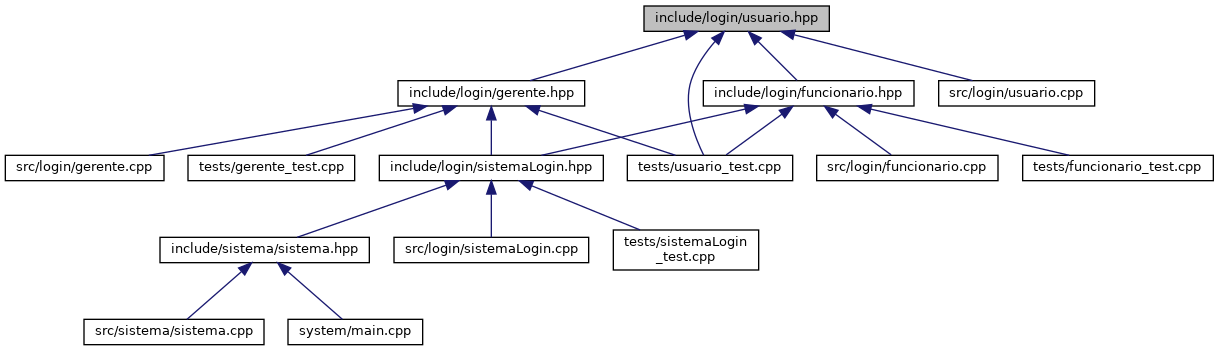 include/login/usuario.hpp
include/login/gerente.hpp
include/login/funcionario.hpp
src/login/usuario.cpp
src/login/gerente.cpp
tests/gerente_test.cpp
include/login/sistemaLogin.hpp
tests/usuario_test.cpp
src/login/funcionario.cpp
tests/funcionario_test.cpp
include/sistema/sistema.hpp
src/login/sistemaLogin.cpp
tests/sistemaLogin
_test.cpp
src/sistema/sistema.cpp
system/main.cpp